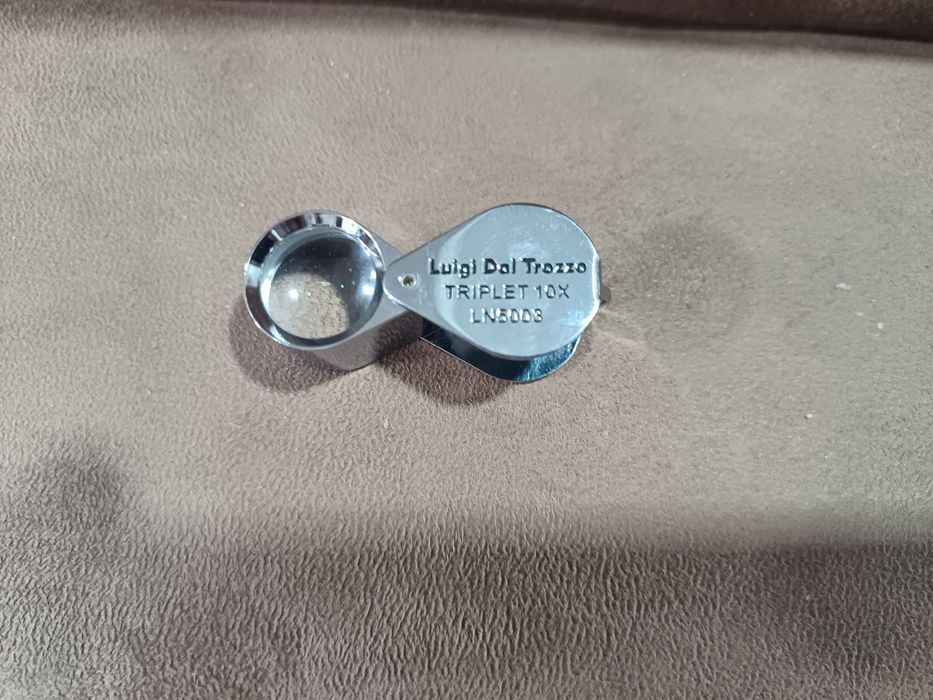 Luigi Dal Trozzo
TRIPLET 10X
LN5003